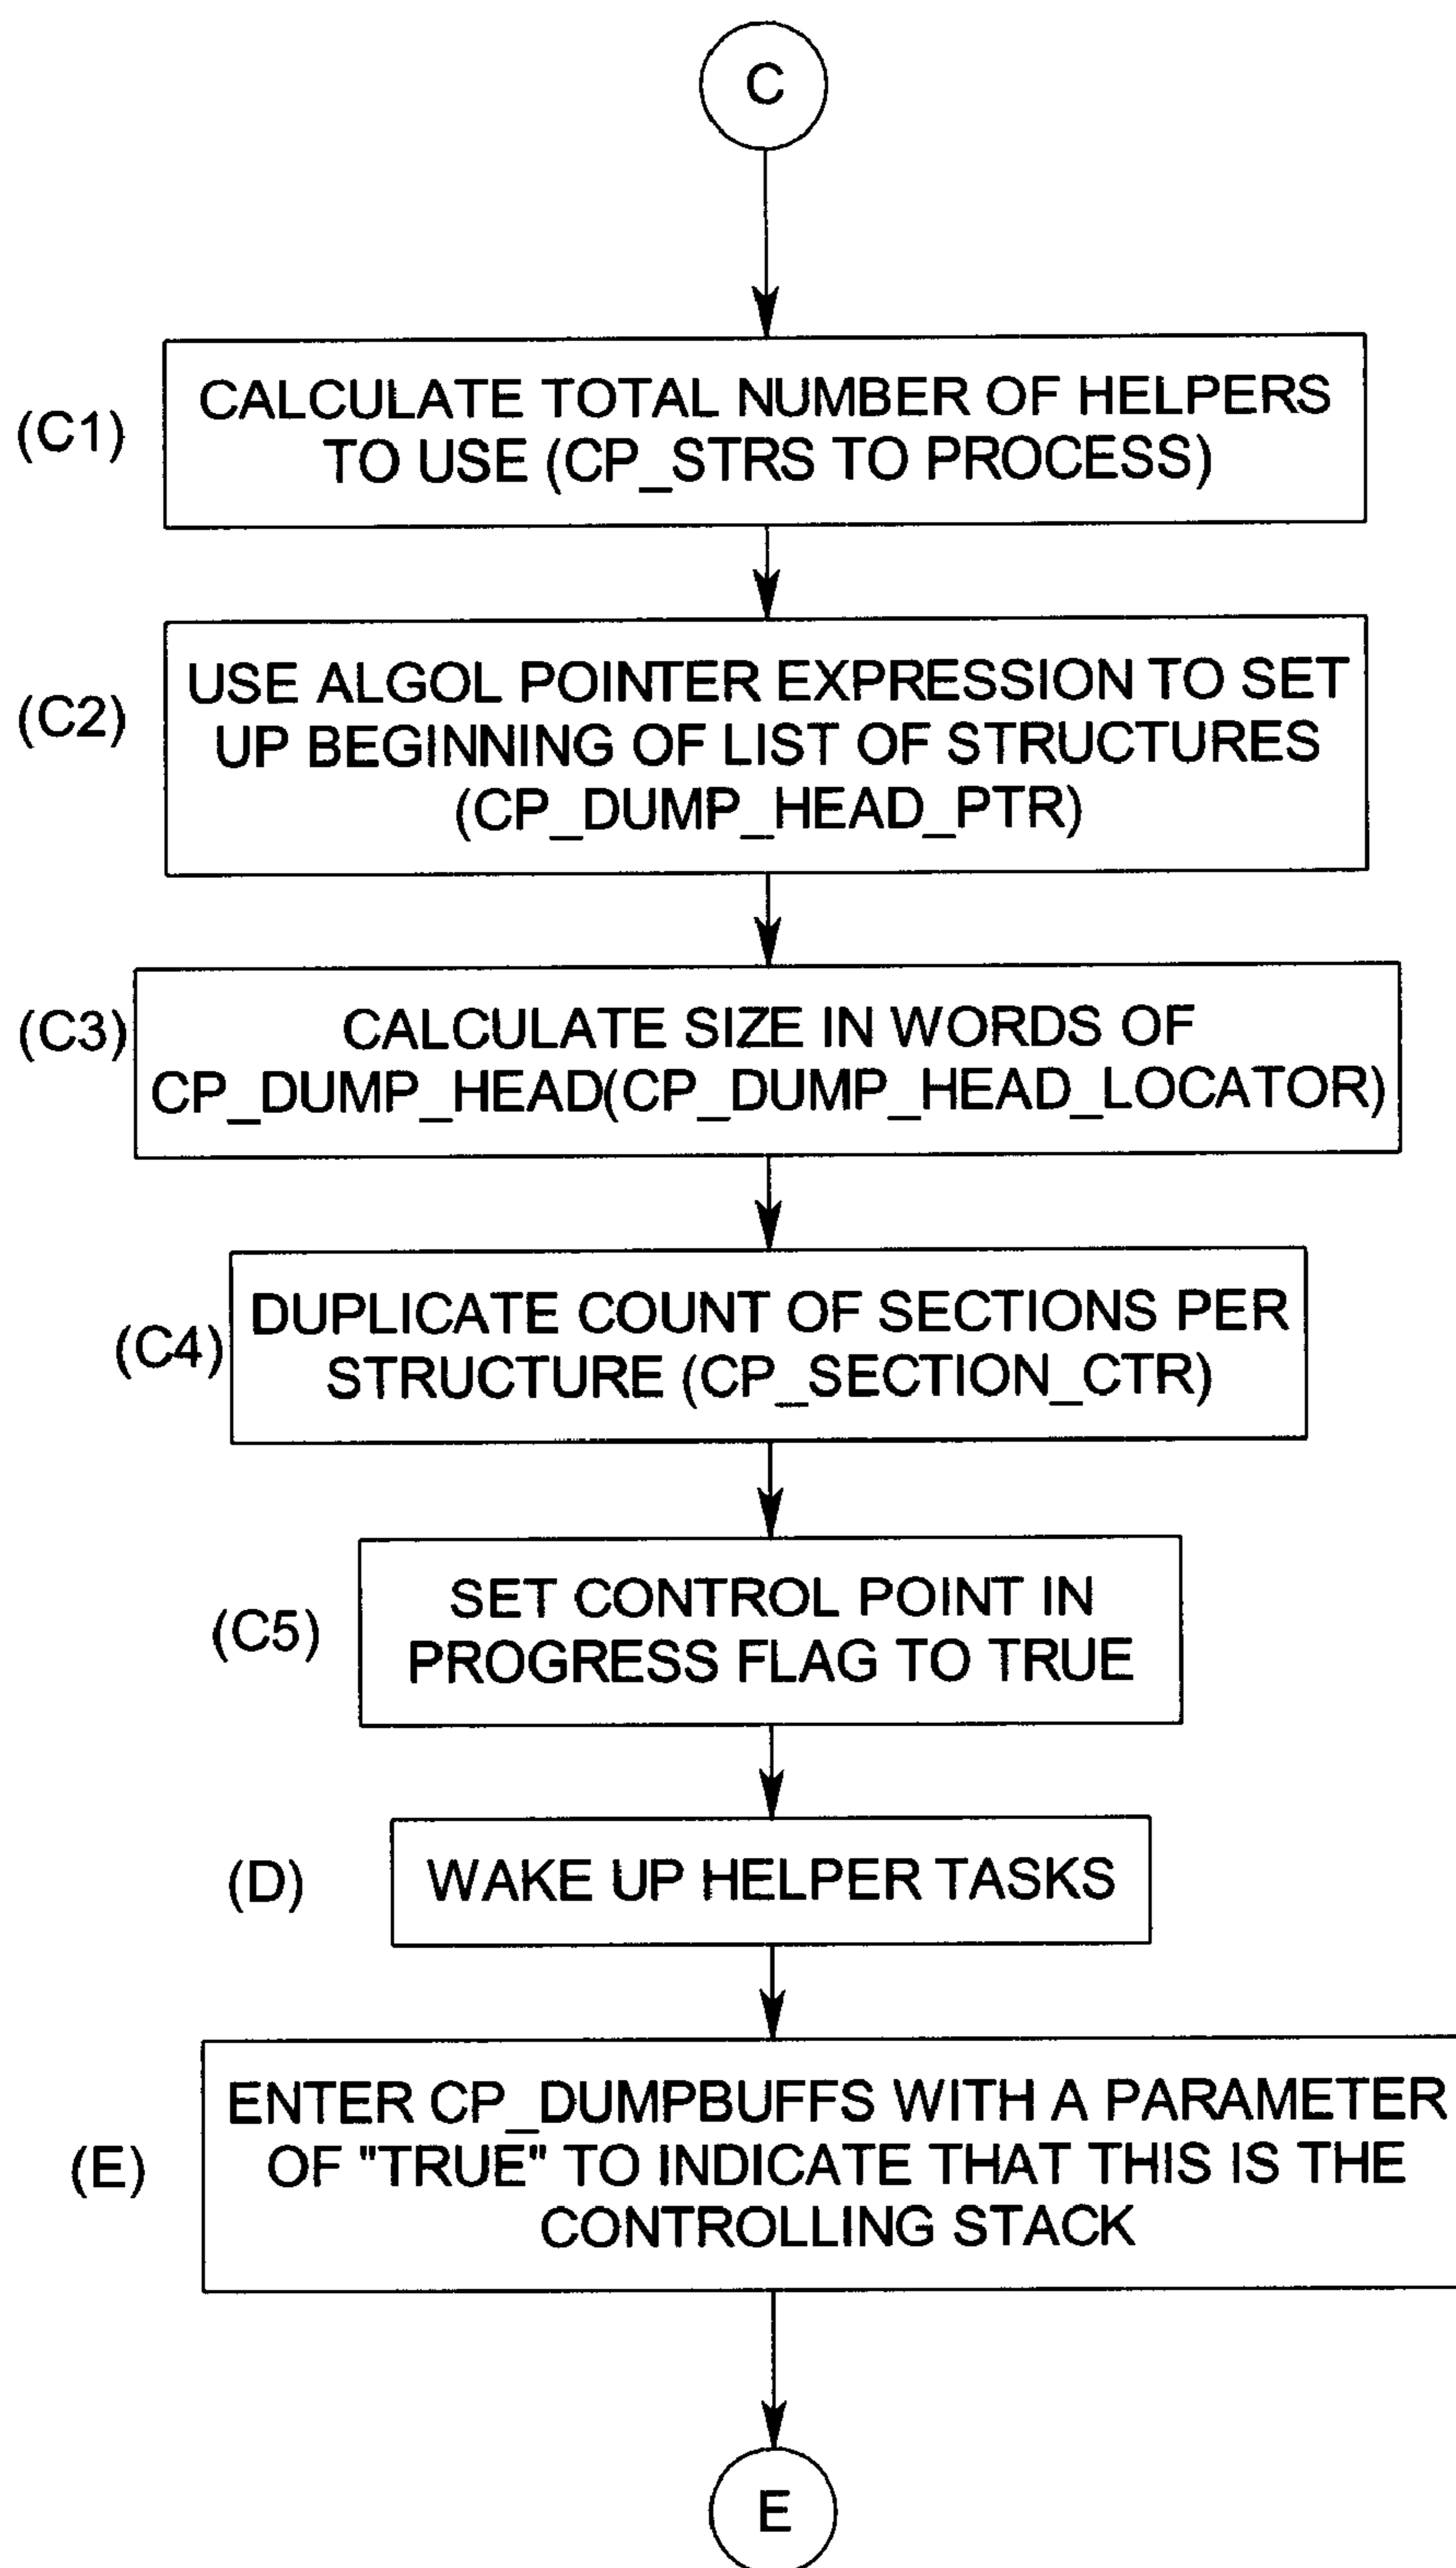 C
(C1)
CALCULATE TOTAL NUMBER OF HELPERS
TO USE (CP_STRS TO PROCESS)
(C2)
USE ALGOL POINTER EXPRESSION TO SET
UP BEGINNING OF LIST OF STRUCTURES
(CP_DUMP_HEAD_PTR)
(C3)
CALCULATE SIZE IN WORDS OF
CP_DUMP_HEAD(CP_DUMP_HEAD_LOCATOR)
(C4)
DUPLICATE COUNT OF SECTIONS PER
STRUCTURE (CP_SECTION_CTR)
(C5)
SET CONTROL POINT IN
PROGRESS FLAG TO TRUE
(D)
WAKE UP HELPER TASKS
(E)
ENTER CP_DUMPBUFFS WITH A PARAMETER
OF "TRUE" TO INDICATE THAT THIS IS THE
CONTROLLING STACK
E